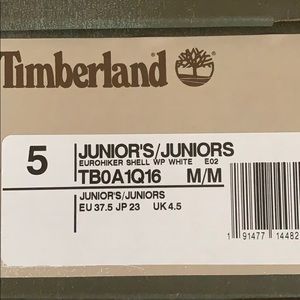 Timberland
5
JUNIOR'S/JUNIORS
EUROHIKER SHELL WP WHITE E02
TB0A1Q16 M/M
JUNIOR'S/JUNIORS
EU 37.5 JP 23 UK 4.5
1 91477 14482